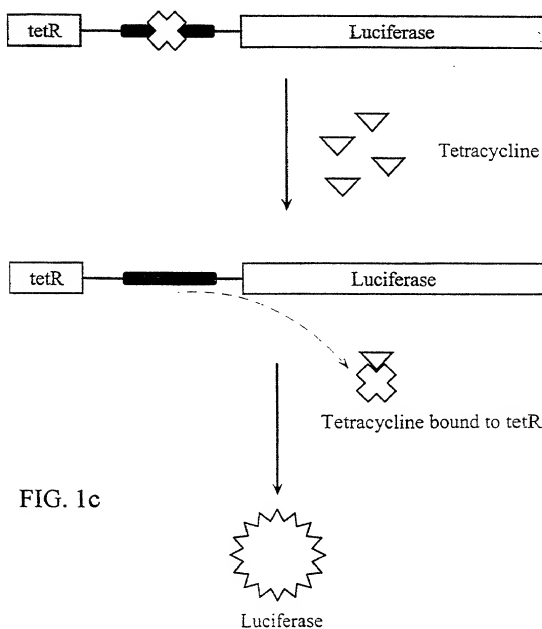 tetR
Luciferase
Tetracycline
tetR
Luciferase
Tetracycline bound to tetR
FIG. 1c
Luciferase